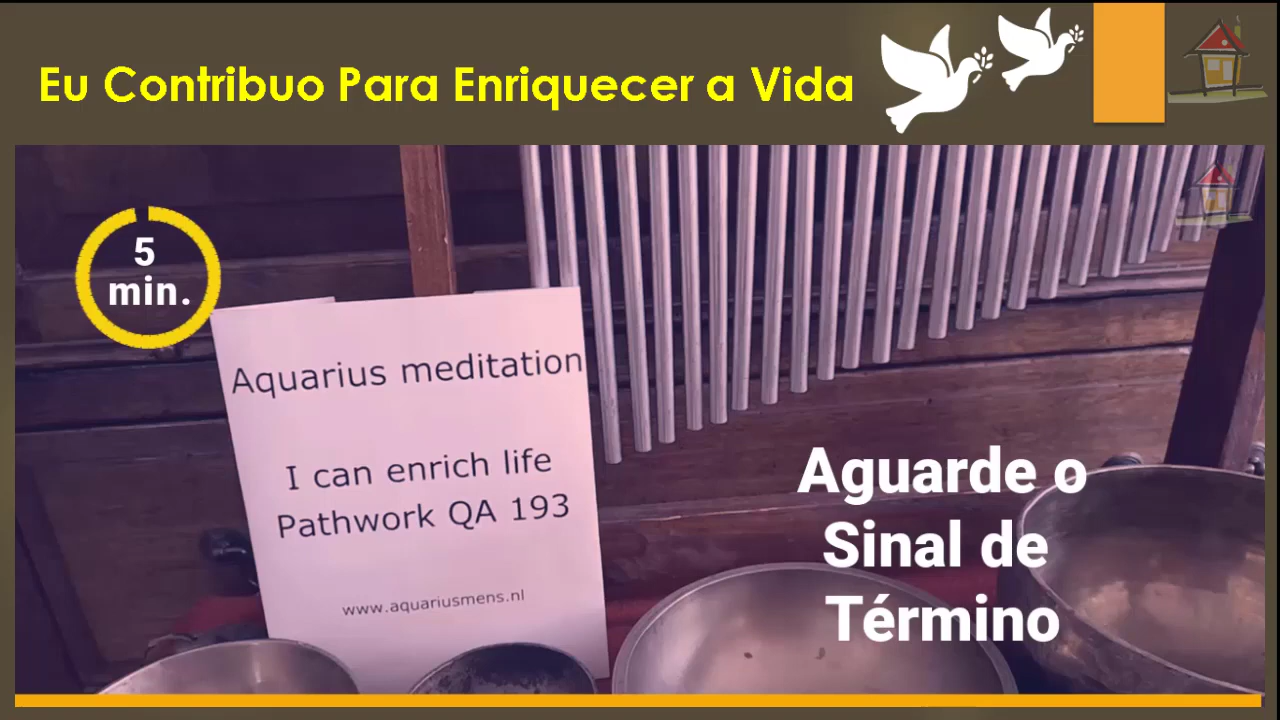 Eu Contribuo Para Enriquecer a Vida
5
min.
Aquarius meditation
I can enrich life
Pathwork QA 193
www.aquariusmens.nl
Aguarde o
Sinal de
Término